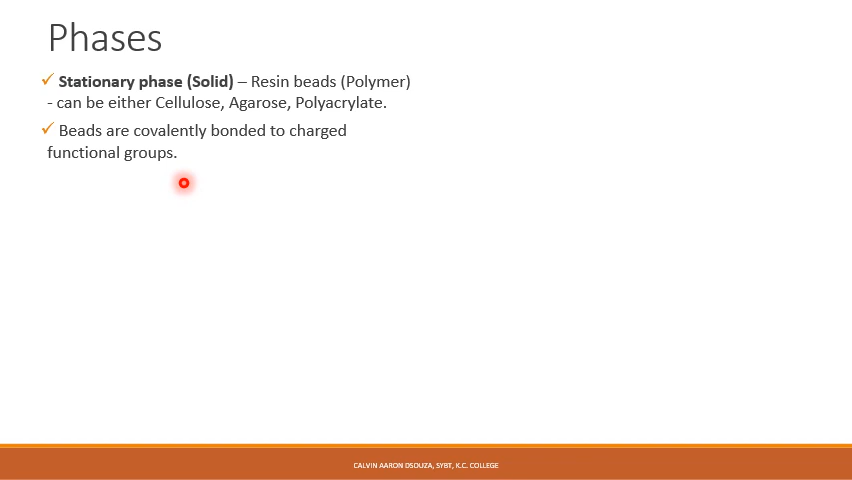 Phases
✓ Stationary phase (Solid) – Resin beads (Polymer)
- can be either Cellulose, Agarose, Polyacrylate.
✓ Beads are covalently bonded to charged
functional groups.
CALVIN AARON DSOUZA, SYBT, K.C. COLLEGE